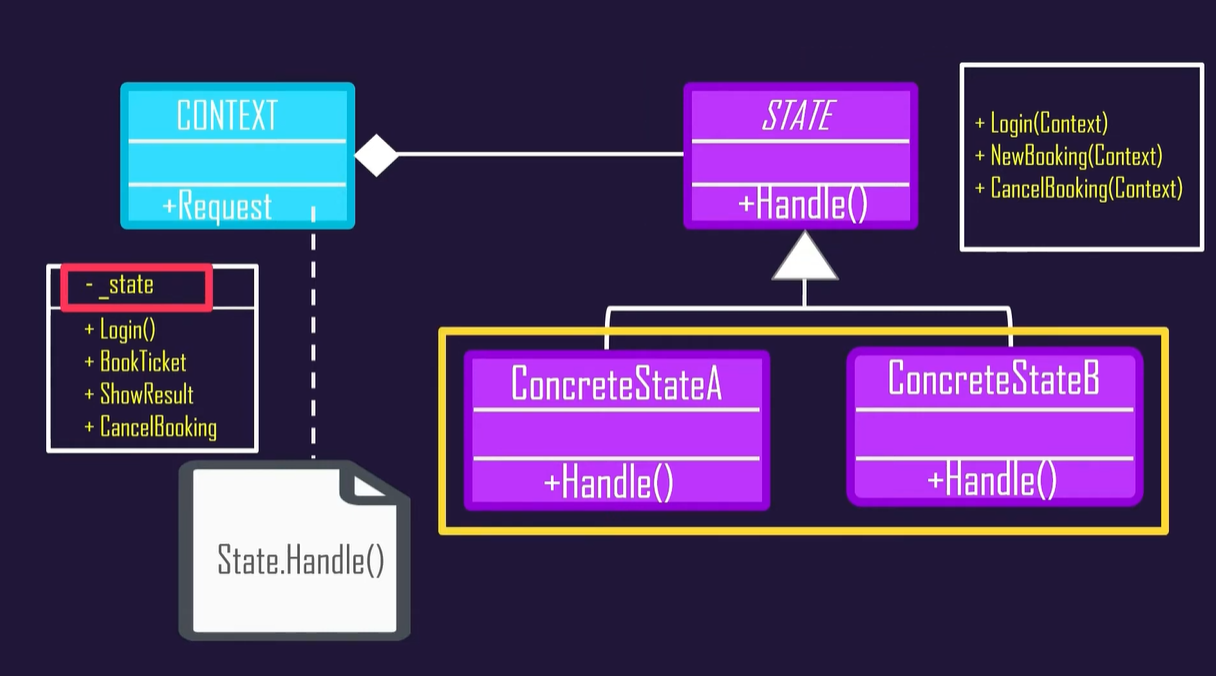 CONTEXT
+Request
STATE
+Handle()
+ Login(Context)
+ NewBooking(Context)
+ CancelBooking(Context)
- _state
+ Login()
+ BookTicket
+ ShowResult
+ CancelBooking
ConcreteStateA
+Handle()
ConcreteStateB
+Handle()
State.Handle()